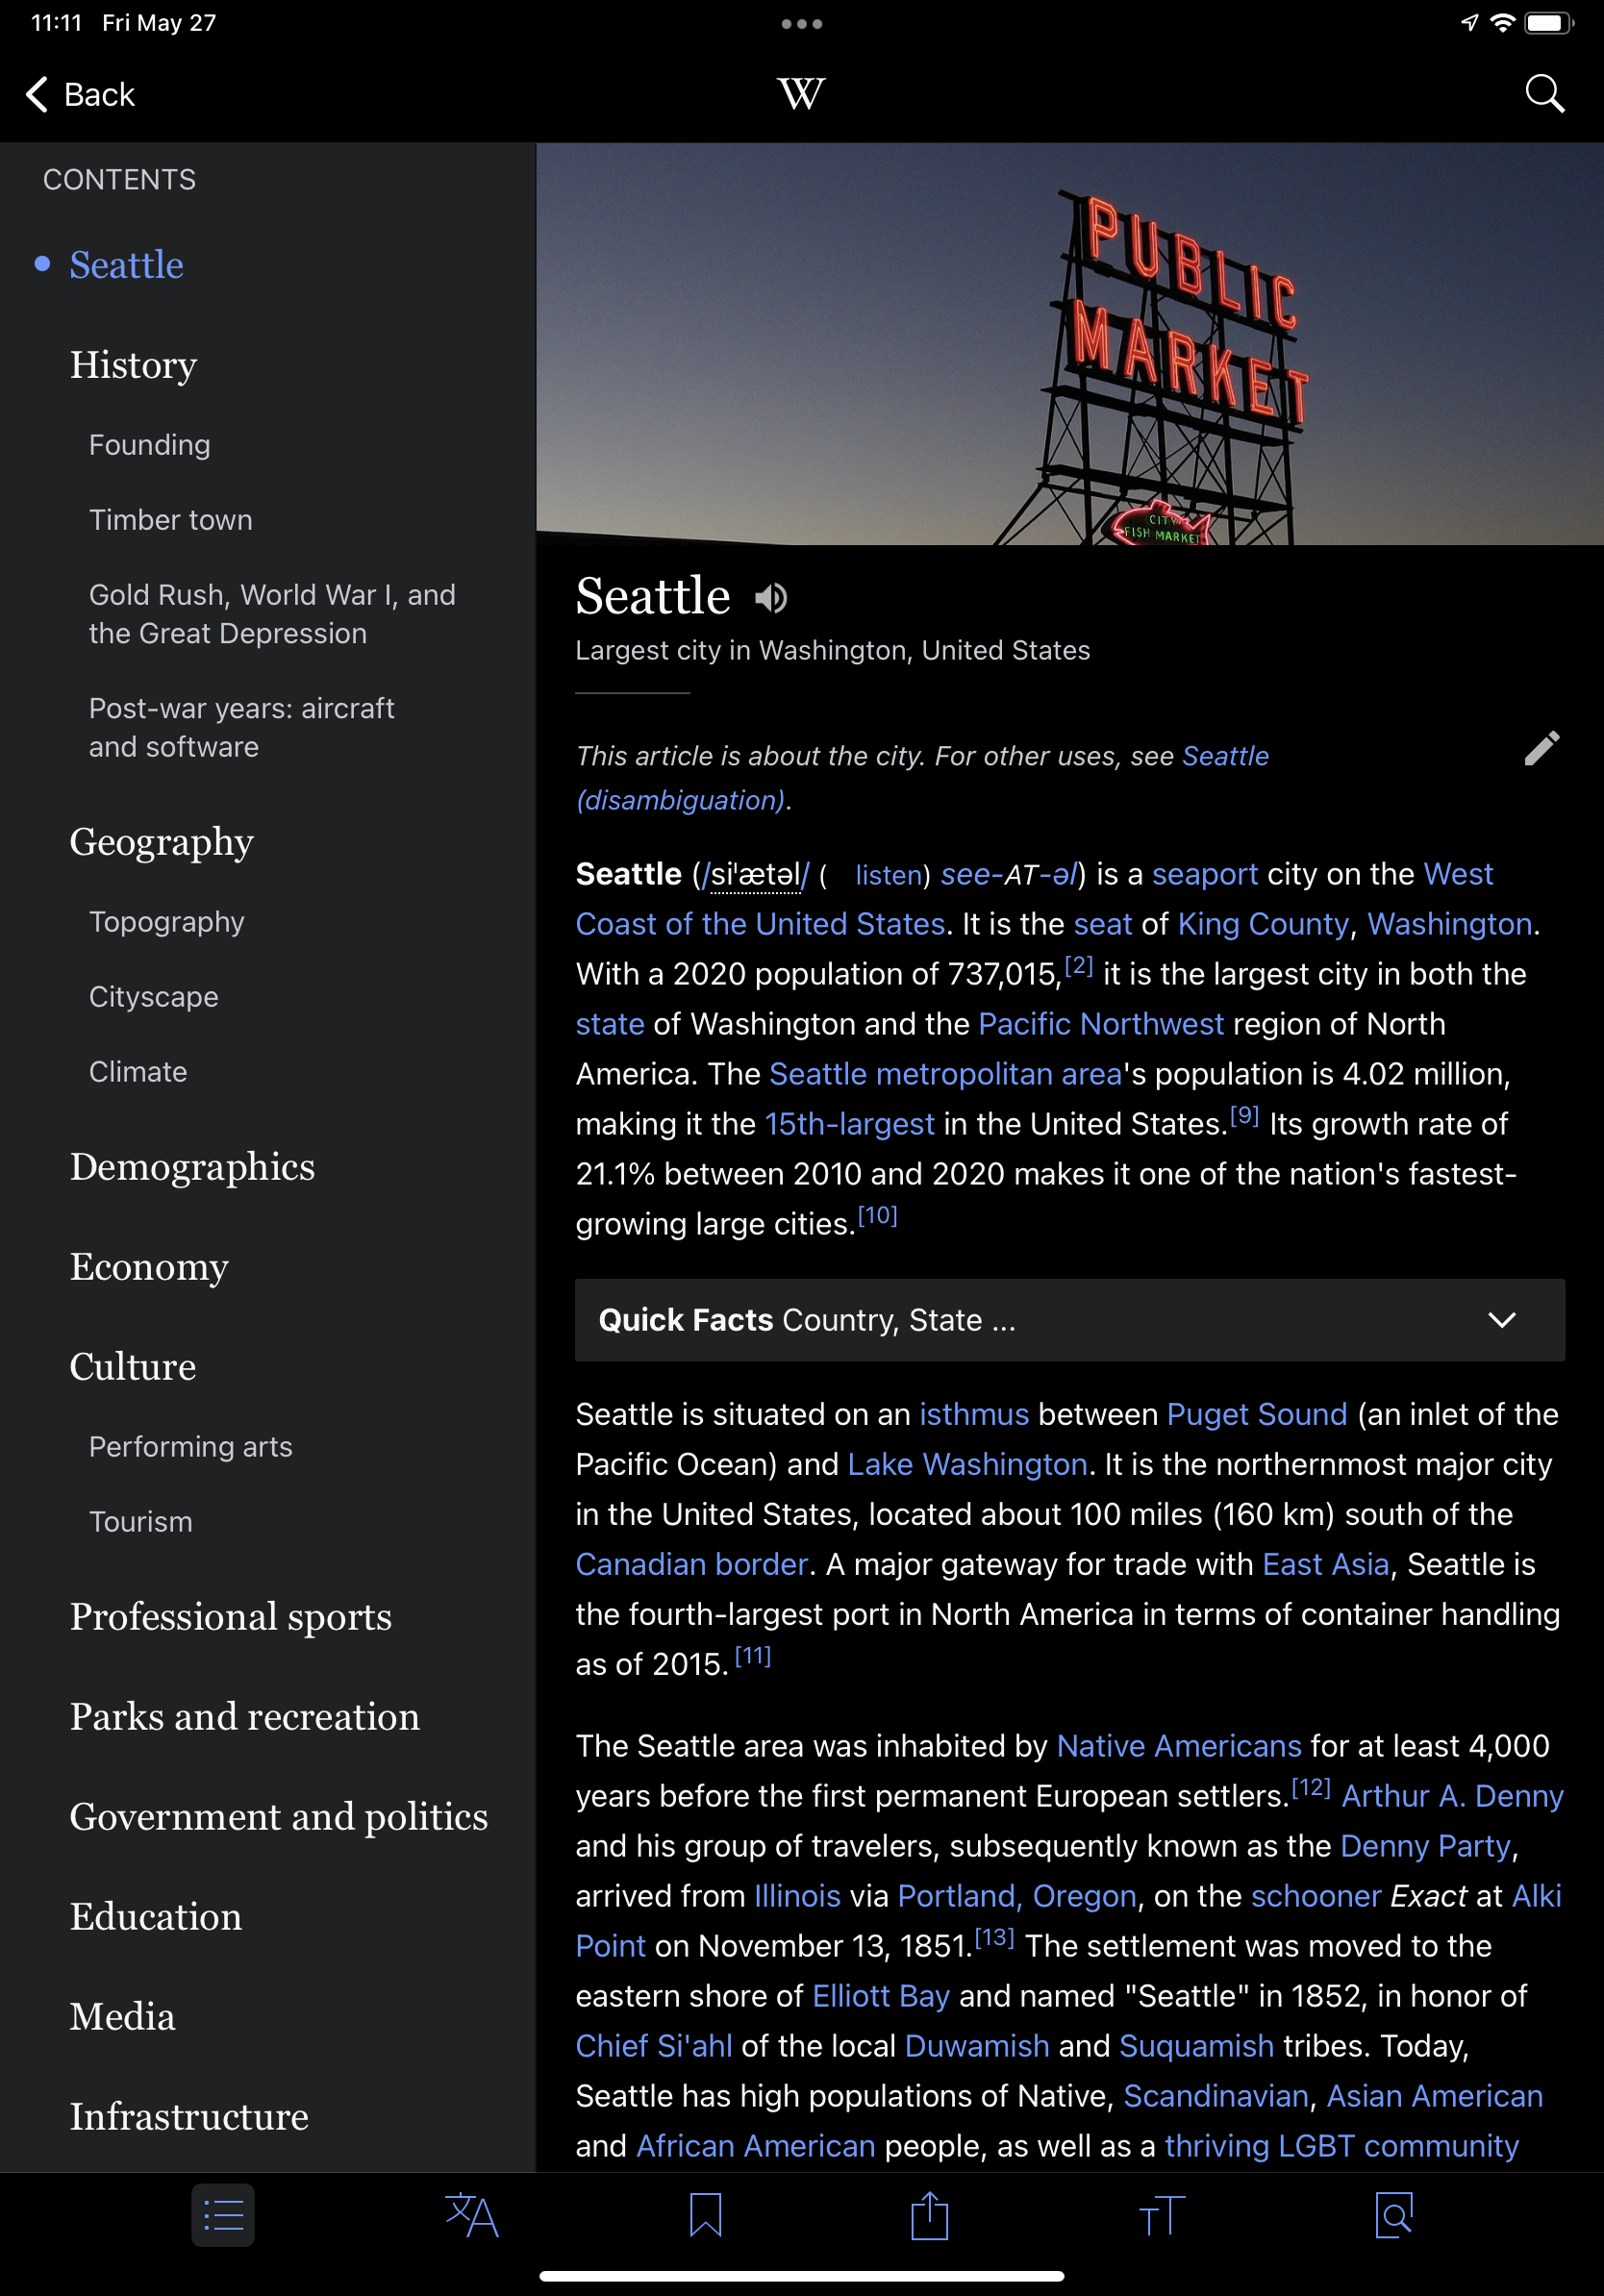 11:11 Fri May 27
Back
W
CONTENTS
Seattle
History
Founding
Timber town
Gold Rush, World War I, and
the Great Depression
Post-war years: aircraft
and software
Geography
Topography
Cityscape
Climate
Demographics
Economy
Culture
Performing arts
Tourism
Professional sports
Parks and recreation
Government and politics
Education
Media
Infrastructure
PUBLIC
MARKET
CITY
FISH MARKET
Seattle
Largest city in Washington, United States
This article is about the city. For other uses, see Seattle
(disambiguation).
Seattle (/siˈætəl/ ( listen) see-AT-əl) is a seaport city on the West
Coast of the United States. It is the seat of King County, Washington.
With a 2020 population of 737,015,[2] it is the largest city in both the
state of Washington and the Pacific Northwest region of North
America. The Seattle metropolitan area's population is 4.02 million,
making it the 15th-largest in the United States.[9] Its growth rate of
21.1% between 2010 and 2020 makes it one of the nation's fastest-
growing large cities.[10]
Quick Facts Country, State ...
Seattle is situated on an isthmus between Puget Sound (an inlet of the
Pacific Ocean) and Lake Washington. It is the northernmost major city
in the United States, located about 100 miles (160 km) south of the
Canadian border. A major gateway for trade with East Asia, Seattle is
the fourth-largest port in North America in terms of container handling
as of 2015. [11]
The Seattle area was inhabited by Native Americans for at least 4,000
years before the first permanent European settlers.[12] Arthur A. Denny
and his group of travelers, subsequently known as the Denny Party,
arrived from Illinois via Portland, Oregon, on the schooner Exact at Alki
Point on November 13, 1851.[13] The settlement was moved to the
eastern shore of Elliott Bay and named "Seattle" in 1852, in honor of
Chief Si'ahl of the local Duwamish and Suquamish tribes. Today,
Seattle has high populations of Native, Scandinavian, Asian American
and African American people, as well as a thriving LGBT community